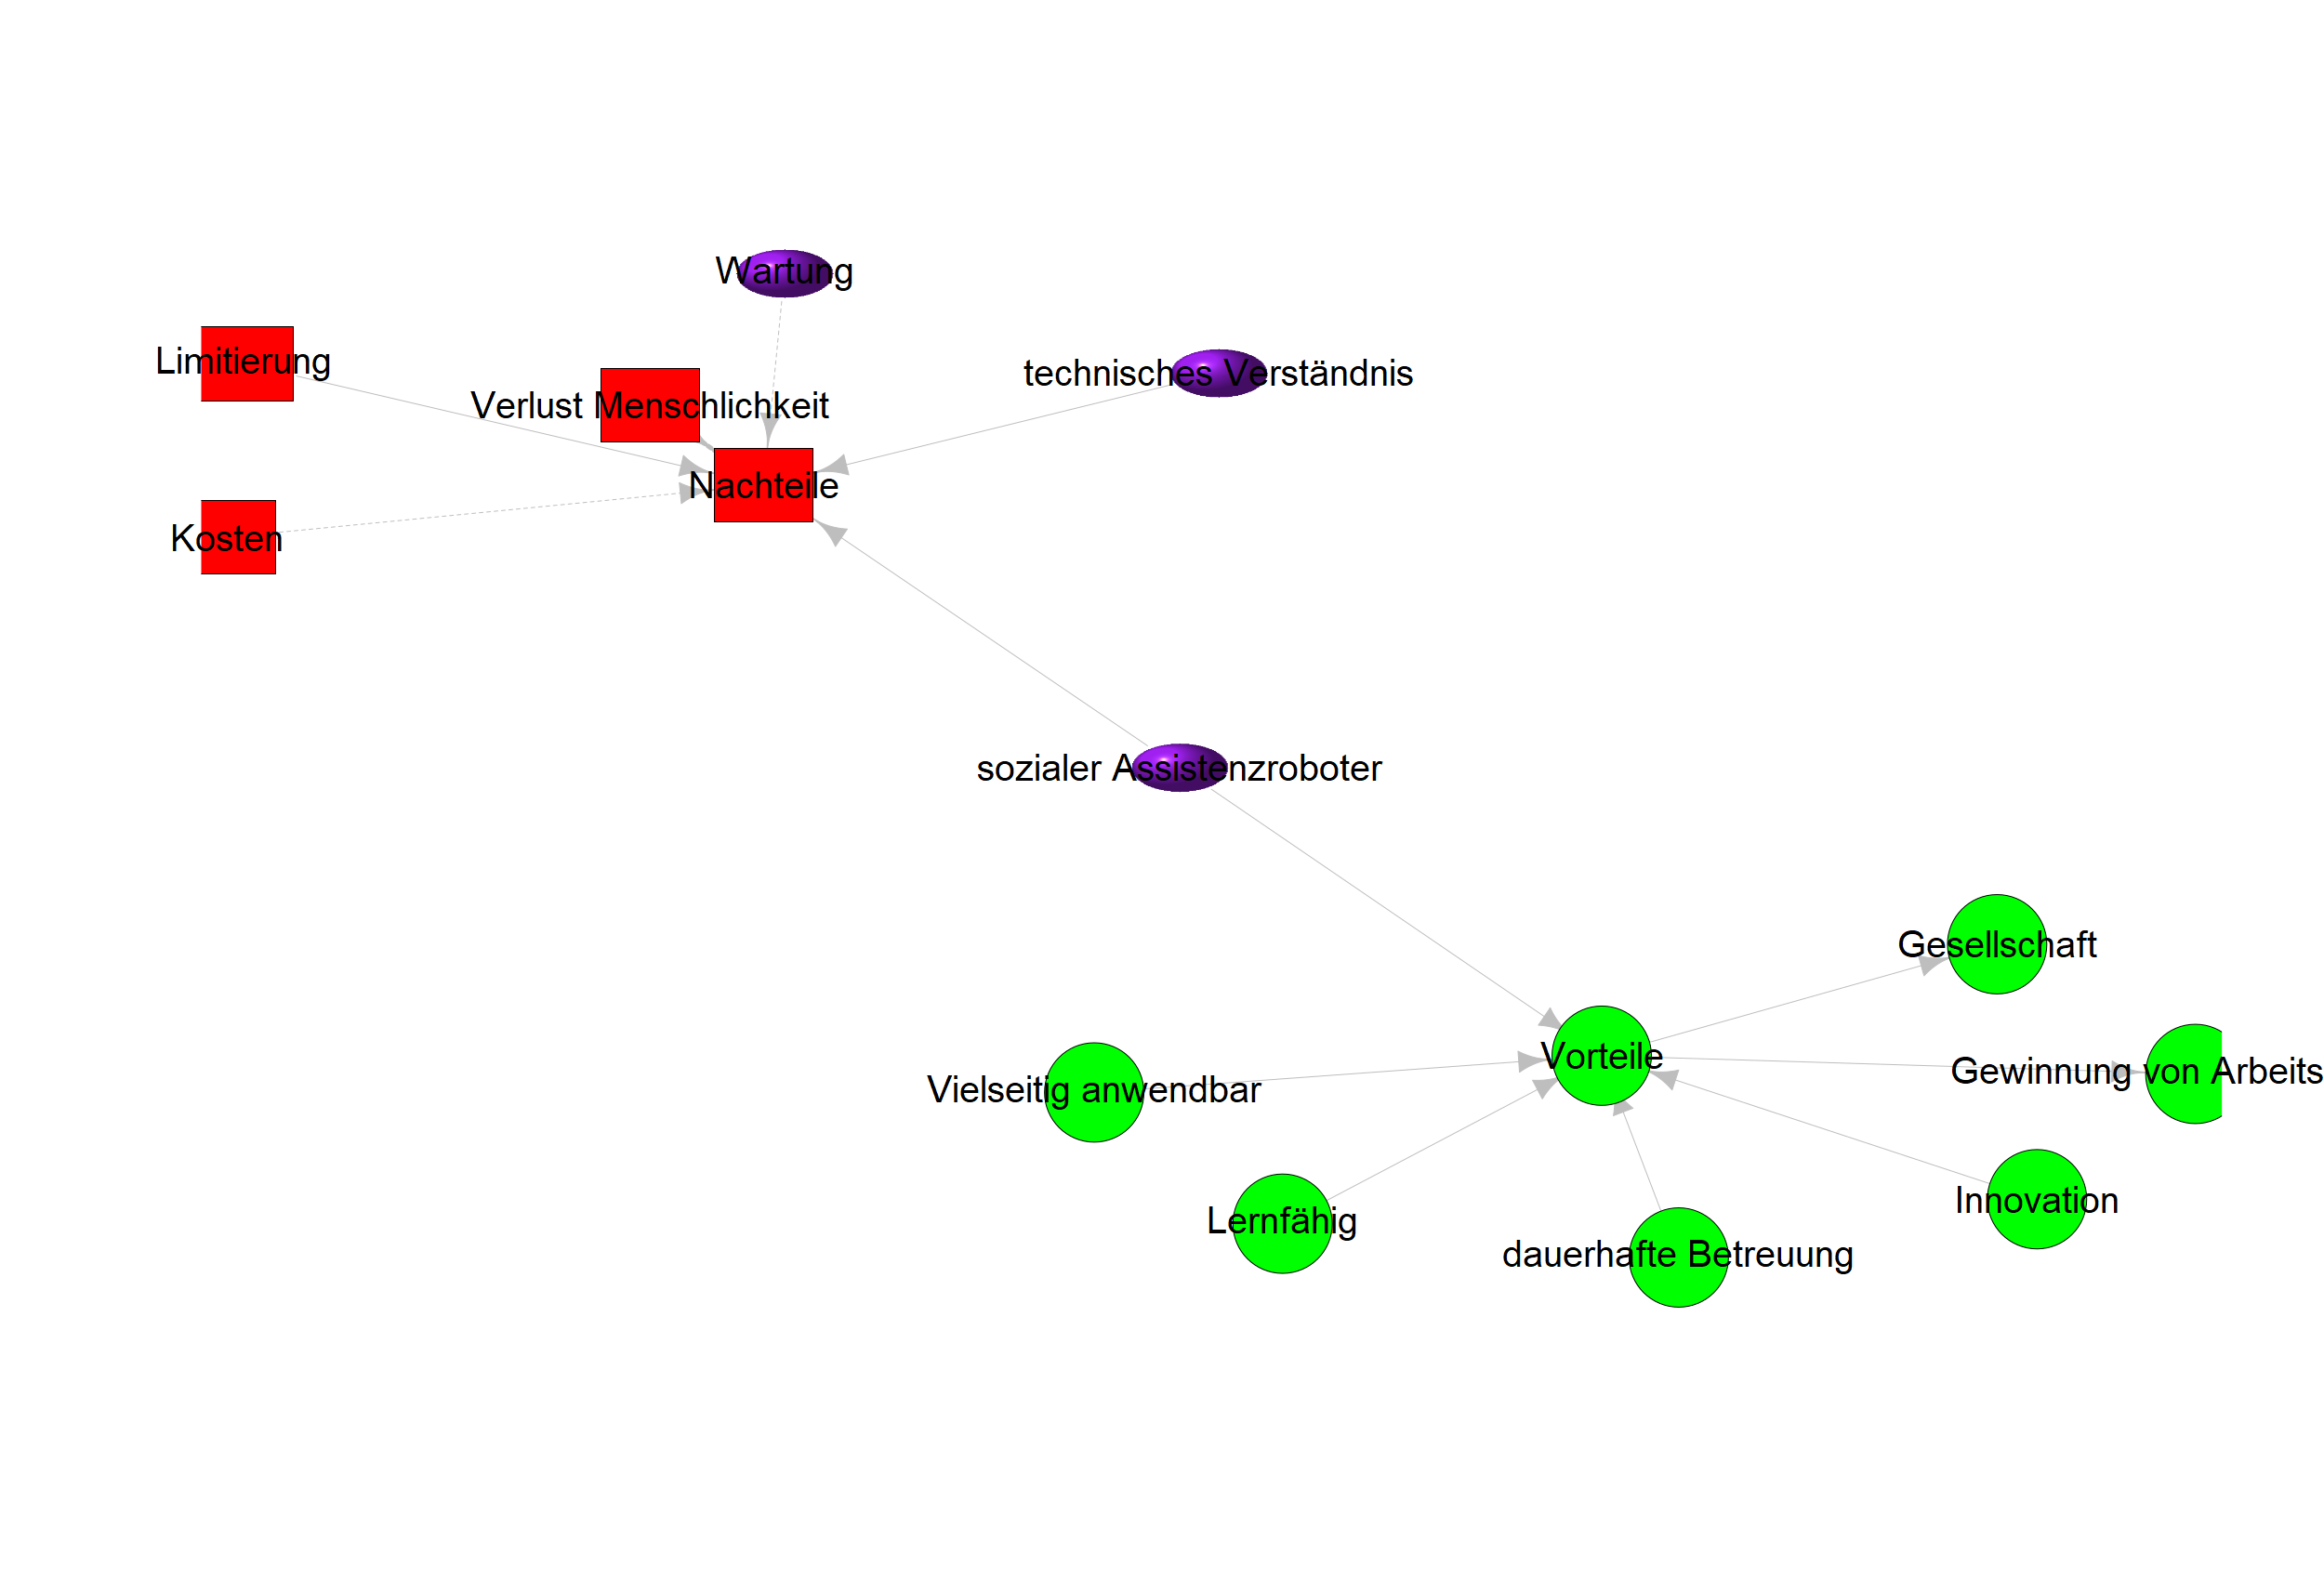 Wartung
Limitierung
technisches Verständnis
Verlust Menschlichkeit
Nachteile
Kosten
sozialer Assistenzroboter
Gesellschaft
Vorteile
Gewinnung von Arbeits
Vielseitig anwendbar
Innovation
Lernfähig
dauerhafte Betreuung